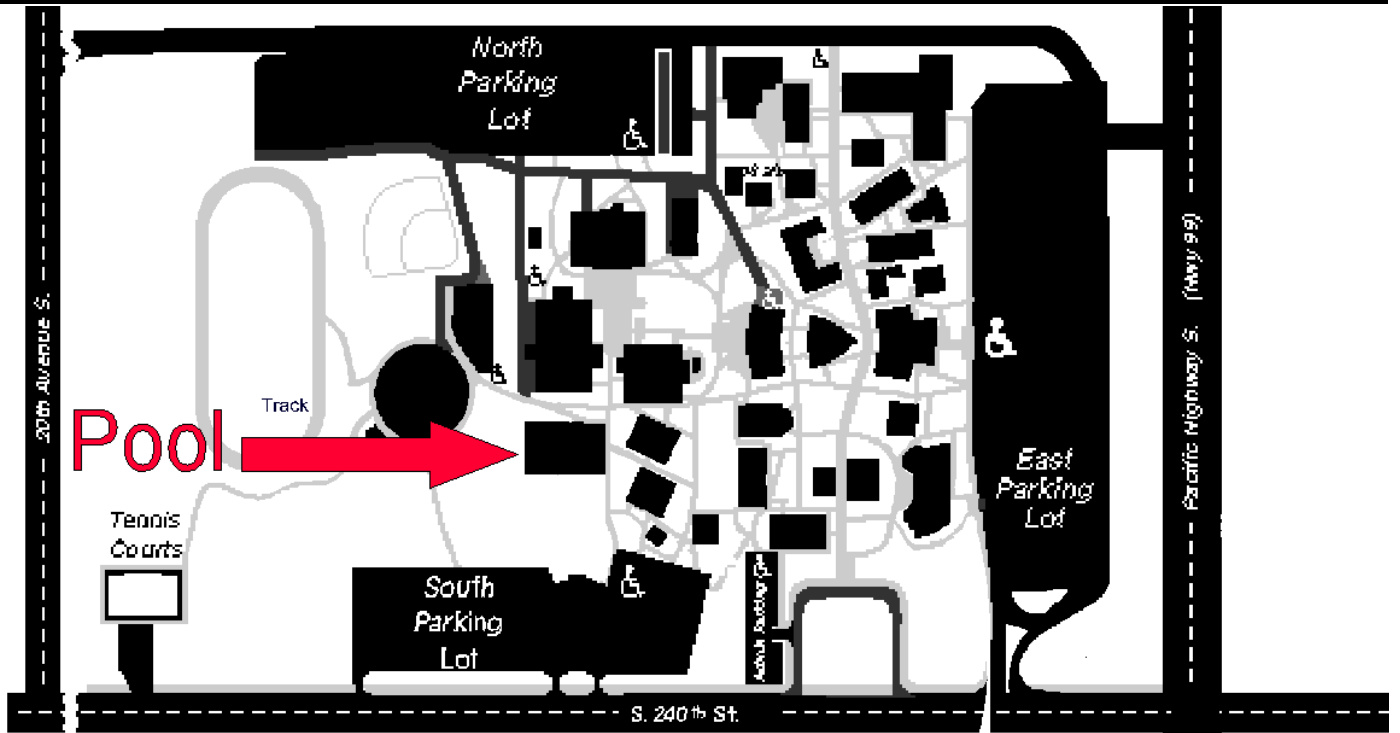 North
Parking
Lot
20th Avenue S.
Pacific Highway S. (Hwy 99)
Track
Pool
East
Parking
Lot
Tennis
Courts
South
Parking
Lot
S. 240th St.